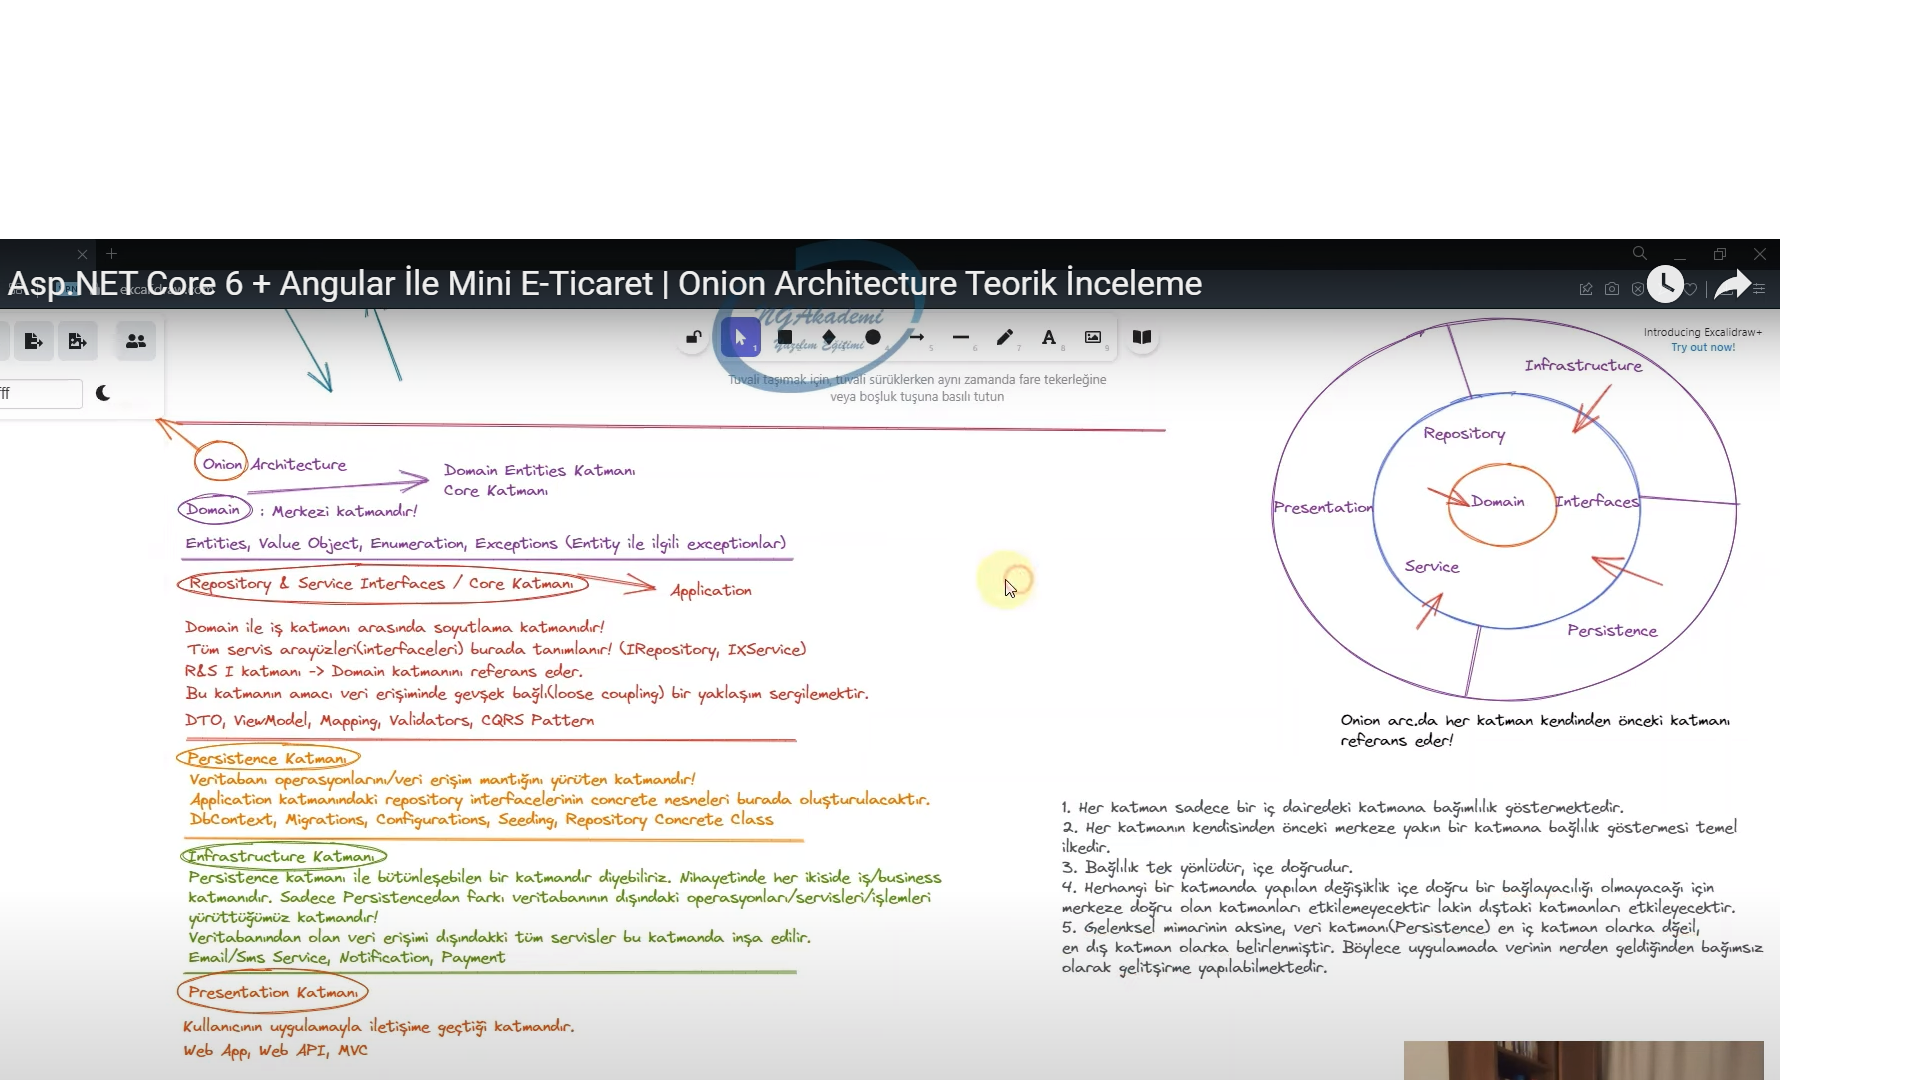 Asp.NET Core 6 + Angular İle Mini E-Ticaret | Onion Architecture Teorik İnceleme
NGAkademi
Yazılım Eğitimi
ff
1
4
5
6
7
8
9
Tuvali taşımak için, tuvali sürüklerken aynı zamanda fare tekerleğine
veya boşluk tuşuna basılı tutun
Introducing Excalidraw+
Try out now!
Onion Architecture
Domain Entities Katmanı
Core Katmanı
Domain : Merkezi katmandır!
Entities, Value Object, Enumeration, Exceptions (Entity ile ilgili exceptionlar)
Repository & Service Interfaces / Core Katmanı
Application
Domain ile iş katmanı arasında soyutlama katmanıdır!
Tüm servis arayüzleri(interfaceleri) burada tanımlanır! (IRepository, IXService)
R&S I katmanı -> Domain katmanını referans eder.
Bu katmanın amacı veri erişiminde gevşek bağlı(loose coupling) bir yaklaşım sergilemektir.
DTO, ViewModel, Mapping, Validators, CQRS Pattern
Persistence Katmanı
Veritabanı operasyonlarını/veri erişim mantığını yürüten katmandır!
Application katmanındaki repository interfacelerinin concrete nesneleri burada oluşturulacaktır.
DbContext, Migrations, Configurations, Seeding, Repository Concrete Class
Infrastructure Katmanı
Persistence katmanı ile bütünleşebilen bir katmandır diyebiliriz. Nihayetinde her ikiside iş/business
katmanıdır. Sadece Persistencedan farkı veritabanının dışındaki operasyonları/servisleri/işlemleri
yürüttüğümüz katmandır!
Veritabanından olan veri erişimi dışındakki tüm servisler bu katmanda inşa edilir.
Email/Sms Service, Notification, Payment
Presentation Katmanı
Kullanıcının uygulamayla iletişime geçtiği katmandır.
Web App, Web API, MVC
Infrastructure
Repository
Presentation
Domain
Interfaces
Service
Persistence
Onion arc.da her katman kendinden önceki katmanı
referans eder!
1. Her katman sadece bir iç dairedeki katmana bağımlılık göstermektedir.
2. Her katmanın kendisinden önceki merkeze yakın bir katmana bağlılık göstermesi temel
ilkedir.
3. Bağlılık tek yönlüdür, içe doğrudur.
4. Herhangi bir katmanda yapılan değişiklik içe doğru bir bağlayacılığı olmayacağı için
merkeze doğru olan katmanları etkilemeyecektir lakin dıştaki katmanları etkileyecektir.
5. Gelenksel mimarinin aksine, veri katmanı(Persistence) en iç katman olarka dğeil,
en dış katman olarka belirlenmiştir. Böylece uygulamada verinin nerden geldiğinden bağımsız
olarak gelitşirme yapılabilmektedir.